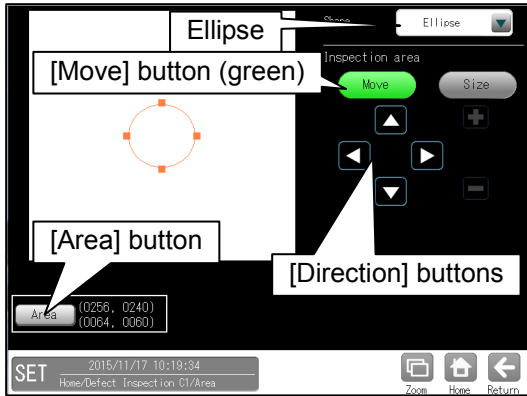 Shape
Ellipse
Ellipse
Inspection area
[Move] button (green)
Move
Size
[Area] button
[Direction] buttons
Area
(0256, 0240)
(0064, 0060)
SET
2015/11/17 10:19:34
Home/Defect Inspection C1/Area
Zoom
Home
Return